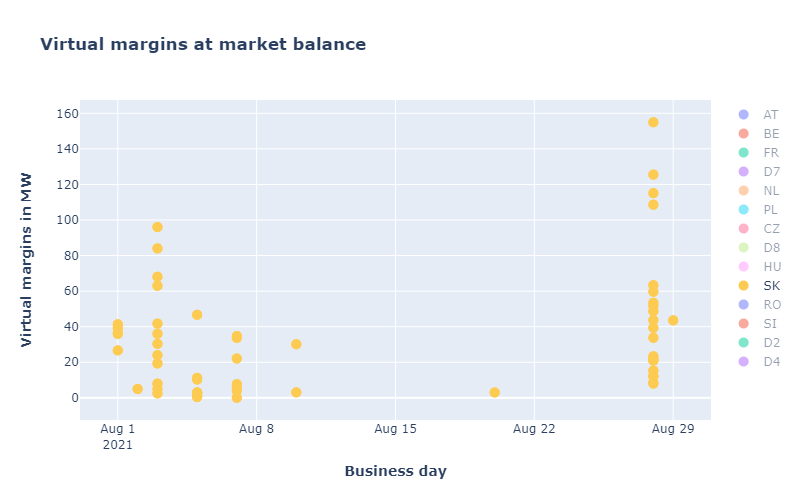 Virtual margins at market balance
Virtual margins in MW
160
140
120
100
80
60
40
20
0
Aug 1
2021
Aug 8
Aug 15
Aug 22
Aug 29
Business day
AT
BE
FR
D7
NL
PL
CZ
D8
HU
SK
RO
SI
D2
D4